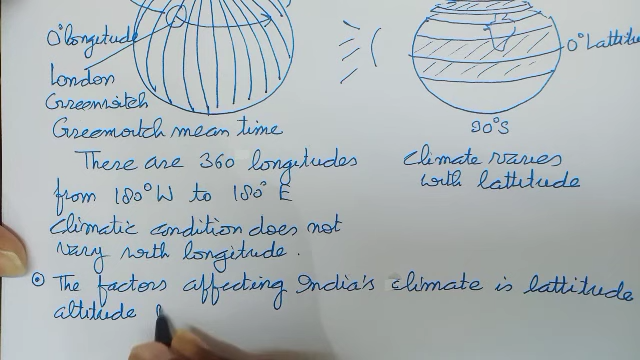 0° longitude
London
Greenwitch
Greenwitch mean time
There are 360 longitudes
from 180°W to 180° E
climatic condition does not
vary with longitude.
0° Lattitu
90°S
climate varies
with lattitude
The factors affecting India's climate is lattitude
altitude